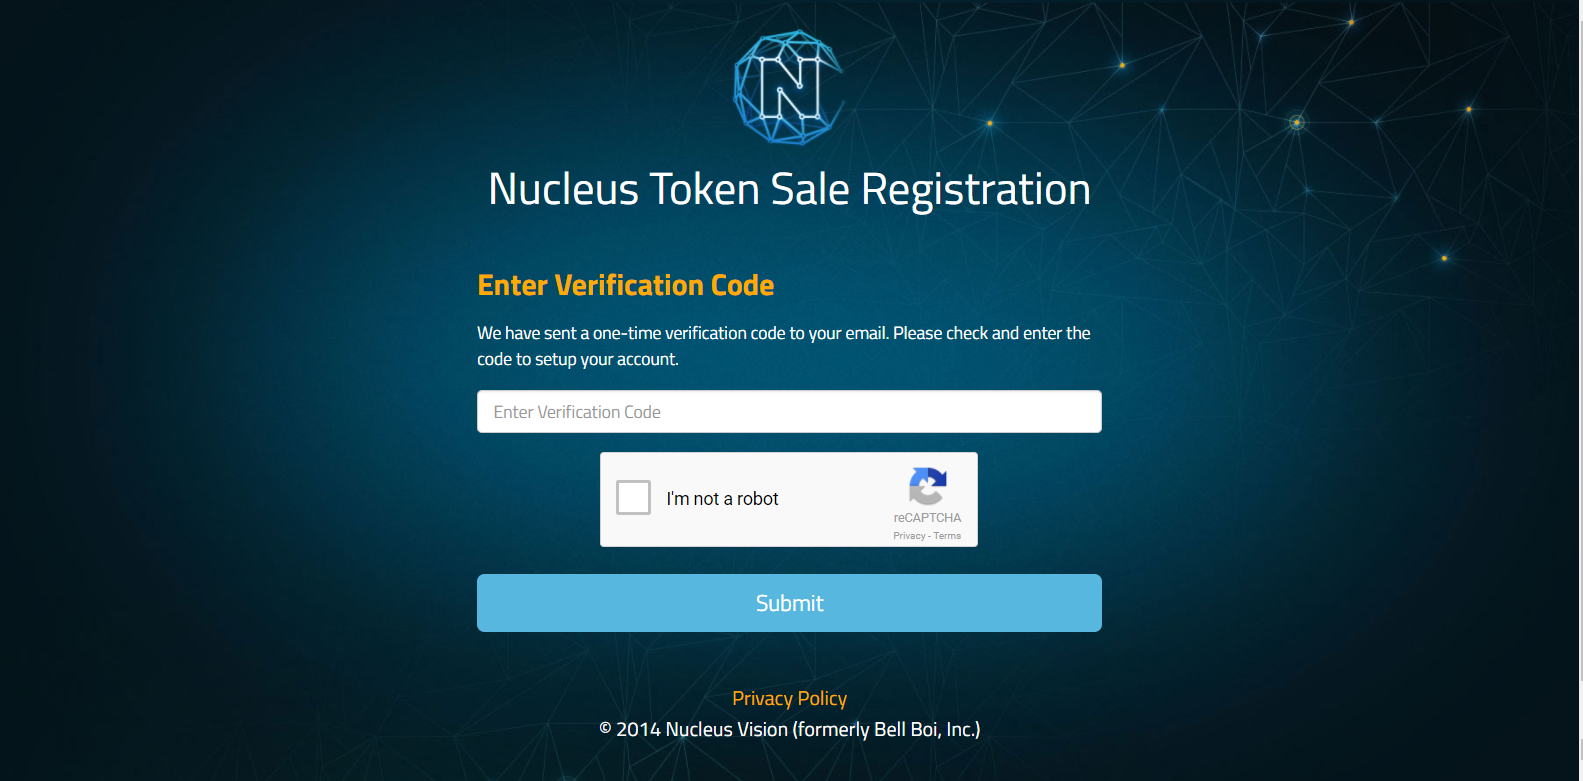 N
Nucleus Token Sale Registration
Enter Verification Code
We have sent a one-time verification code to your email. Please check and enter the
code to setup your account.
Enter Verification Code
I'm not a robot
reCAPTCHA
Privacy - Terms
Submit
Privacy Policy
© 2014 Nucleus Vision (formerly Bell Boi, Inc.)